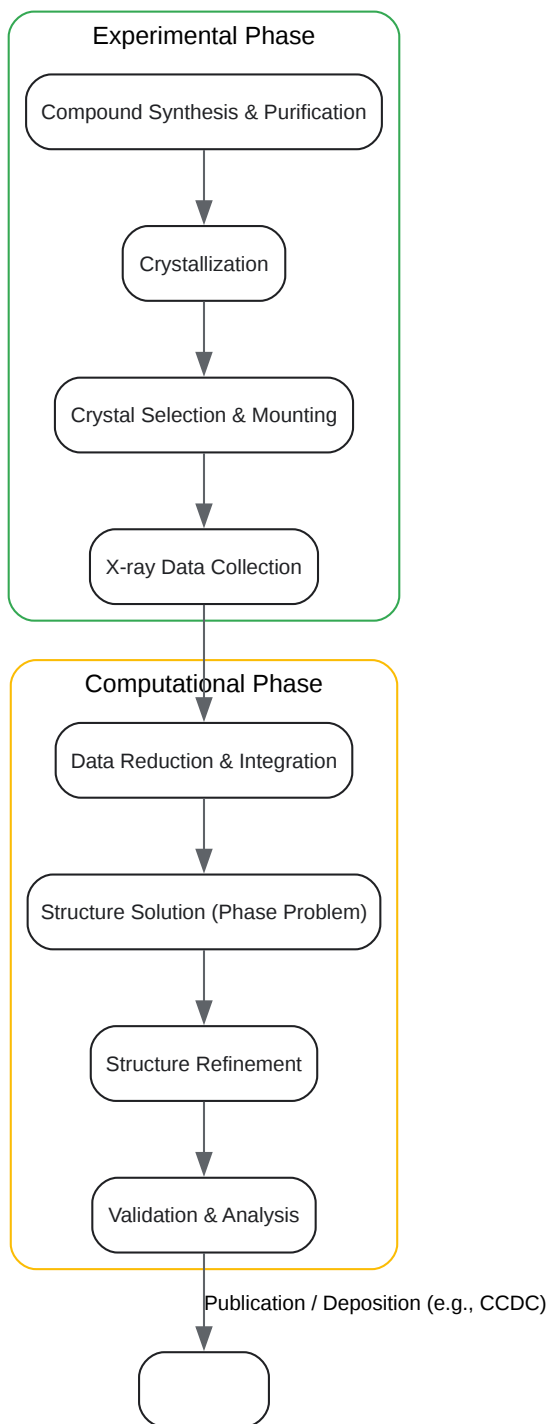 Experimental Phase
Compound Synthesis & Purification
Crystallization
Crystal Selection & Mounting
X-ray Data Collection
Computational Phase
Data Reduction & Integration
Structure Solution (Phase Problem)
Structure Refinement
Validation & Analysis
Publication / Deposition (e.g., CCDC)